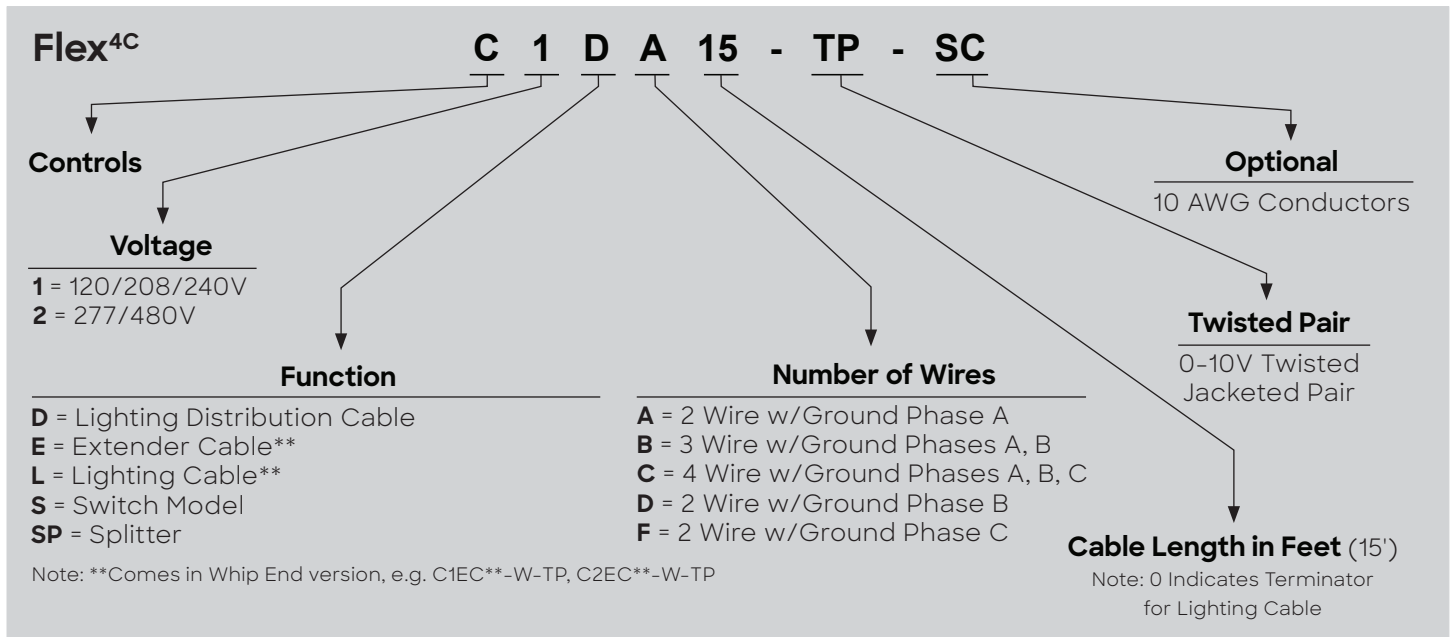 Flex4C
C 1 D A 15 - TP - SC
Controls
Voltage
1 = 120/208/240V
2 = 277/480V
Function
D = Lighting Distribution Cable
E = Extender Cable**
L = Lighting Cable**
S = Switch Model
SP = Splitter
Note: **Comes in Whip End version, e.g. C1EC**-W-TP, C2EC**-W-TP
Number of Wires
A = 2 Wire w/Ground Phase A
B = 3 Wire w/Ground Phases A, B
C = 4 Wire w/Ground Phases A, B, C
D = 2 Wire w/Ground Phase B
F = 2 Wire w/Ground Phase C
Cable Length in Feet (15')
Note: 0 Indicates Terminator
for Lighting Cable
Twisted Pair
0-10V Twisted
Jacketed Pair
Optional
10 AWG Conductors